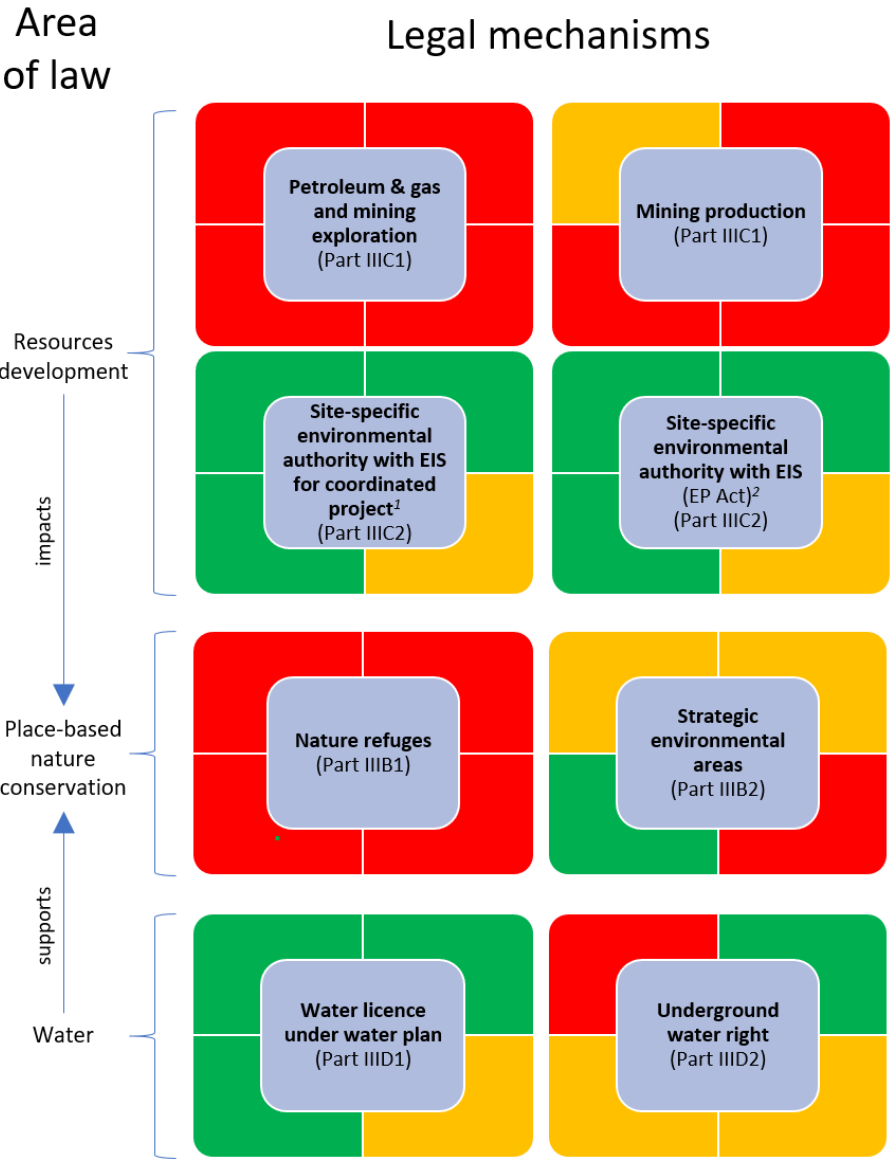 Area
of law
Legal mechanisms
Petroleum & gas
and mining
exploration
(Part IIIC1)
Mining production
(Part IIIC1)
Resources
development
Site-specific
environmental
authority with EIS
for coordinated
project1
(Part IIIC2)
Site-specific
environmental
authority with EIS
(EP Act)2
(Part IIIC2)
impacts
Place-based
nature
conservation
Nature refuges
(Part IIIB1)
Strategic
environmental
areas
(Part IIIB2)
supports
Water
Water licence
under water plan
(Part IIID1)
Underground
water right
(Part IIID2)